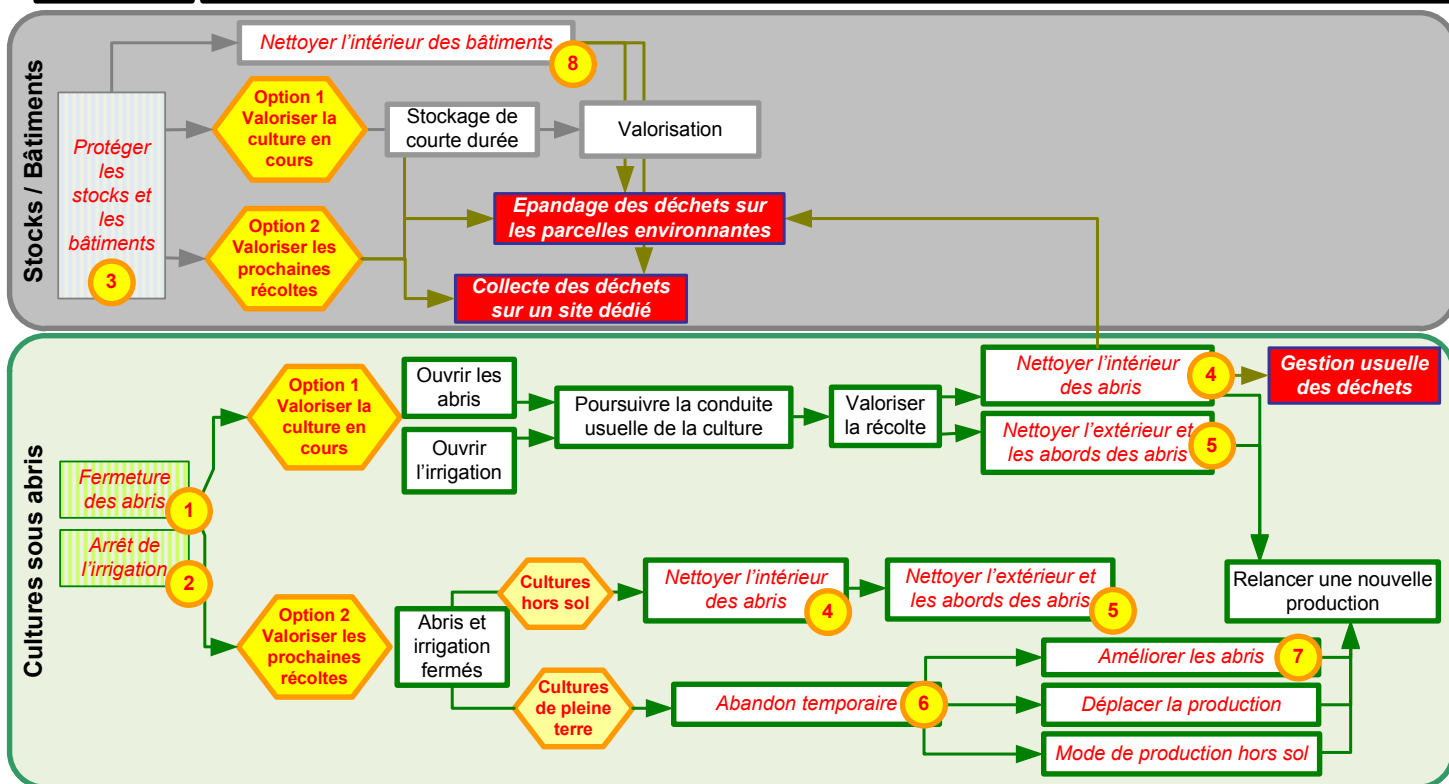 Stocks / Bâtiments
Nettoyer l'intérieur des bâtiments
8
Protéger
les
stocks et
les
bâtiments
3
Option 1
Valoriser la
culture en
cours
Stockage de
courte durée
Valorisation
Option 2
Valoriser les
prochaines
récoltes
Epandage des déchets sur
les parcelles environnantes
Collecte des déchets
sur un site dédié
Cultures sous abris
Fermeture
des abris
1
Arrêt de
l'irrigation
2
Option 1
Valoriser la
culture en
cours
Ouvrir les
abris
Ouvrir
l'irrigation
Poursuivre la conduite
usuelle de la culture
Valoriser
la récolte
Nettoyer l'intérieur
des abris
4
Gestion usuelle
des déchets
Nettoyer l'extérieur et
les abords des abris
5
Option 2
Valoriser les
prochaines
récoltes
Abris et
irrigation
fermés
Cultures
hors sol
Nettoyer l'intérieur
des abris
4
Nettoyer l'extérieur et
les abords des abris
5
Relancer une nouvelle
production
Cultures
de pleine
terre
Abandon temporaire
6
Améliorer les abris
7
Déplacer la production
Mode de production hors sol